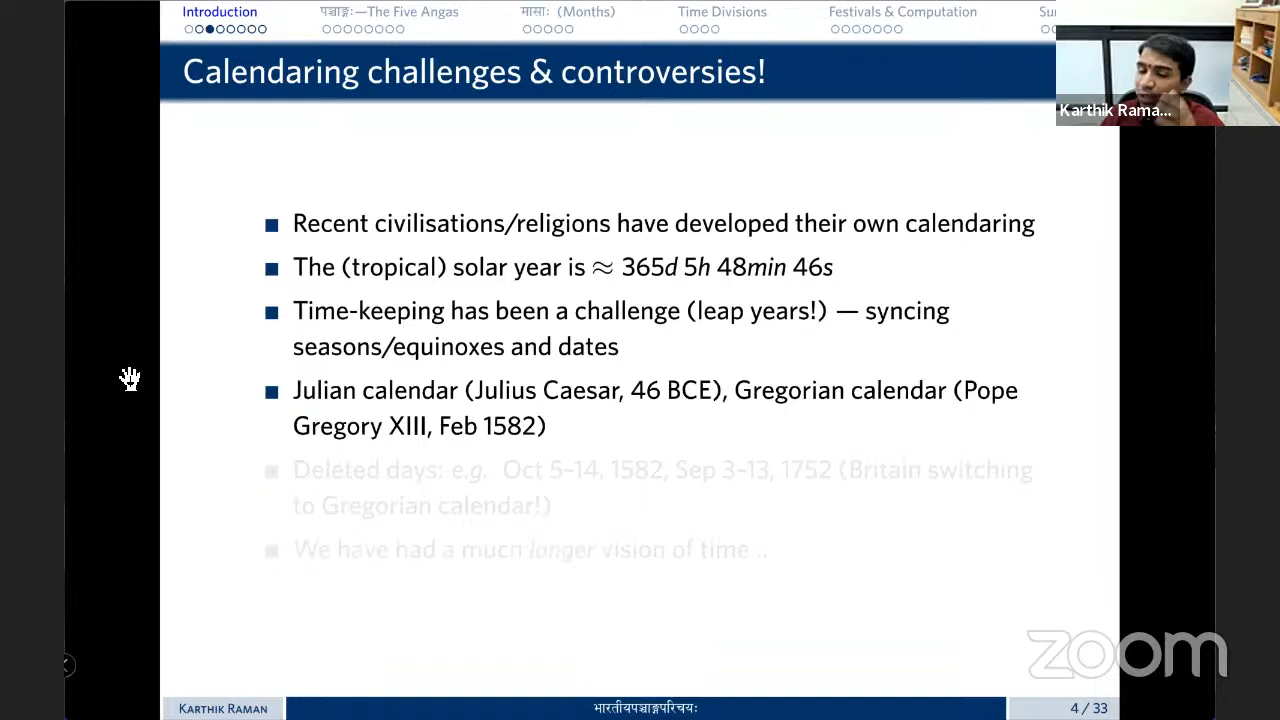 Introduction
पञ्चाङ्गः—The Five Angas
मासाः (Months)
Time Divisions
Festivals & Computation
Calendaring challenges & controversies!
Karthik Rama...
■ Recent civilisations/religions have developed their own calendaring
■ The (tropical) solar year is ≈ 365d 5h 48min 46s
■ Time-keeping has been a challenge (leap years!) — syncing
seasons/equinoxes and dates
■ Julian calendar (Julius Caesar, 46 BCE), Gregorian calendar (Pope
Gregory XIII, Feb 1582)
■ Deleted days: e.g. Oct 5–14, 1582, Sep 3–13, 1752 (Britain switching
to Gregorian calendar!)
■ We have had a much longer vision of time...
zoom
KARTHIK RAMAN
भारतीयपञ्चाङ्गपरिचयः
4 / 33